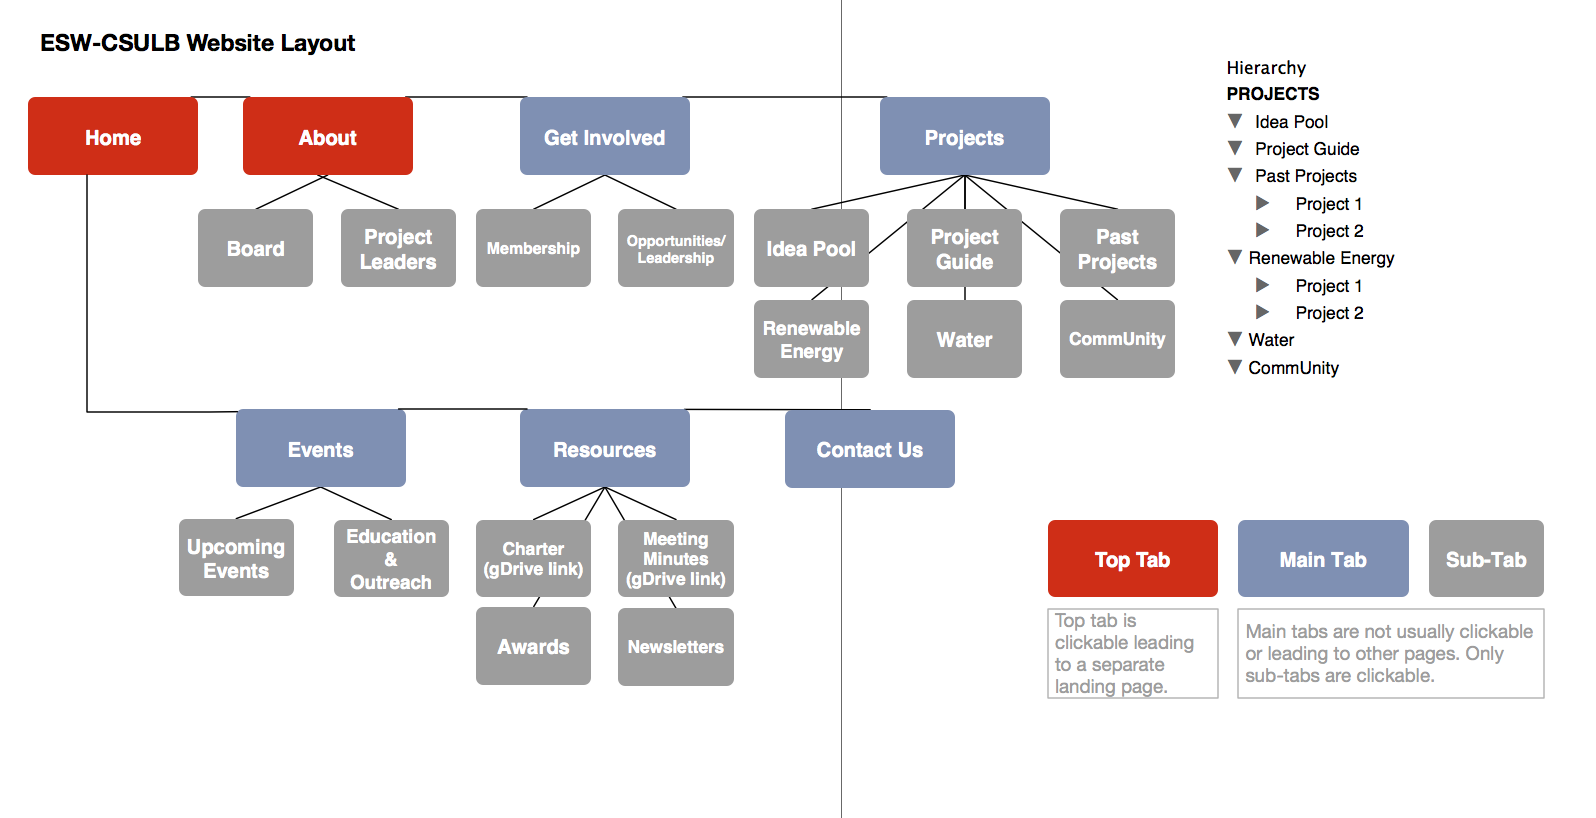 ESW-CSULB Website Layout
Hierarchy
PROJECTS
Idea Pool
Project Guide
Past Projects
Project 1
Project 2
Renewable Energy
Project 1
Project 2
Water
CommUnity
Home
About
Get Involved
Projects
Board
Project
Leaders
Membership
Opportunities/
Leadership
Idea Pool
Project
Guide
Past
Projects
Renewable
Energy
Water
CommUnity
Events
Resources
Contact Us
Upcoming
Events
Education
&
Outreach
Charter
(gDrive link)
Meeting
Minutes
(gDrive link)
Awards
Newsletters
Top Tab
Main Tab
Sub-Tab
Top tab is
clickable leading
to a separate
landing page.
Main tabs are not usually clickable
or leading to other pages. Only
sub-tabs are clickable.